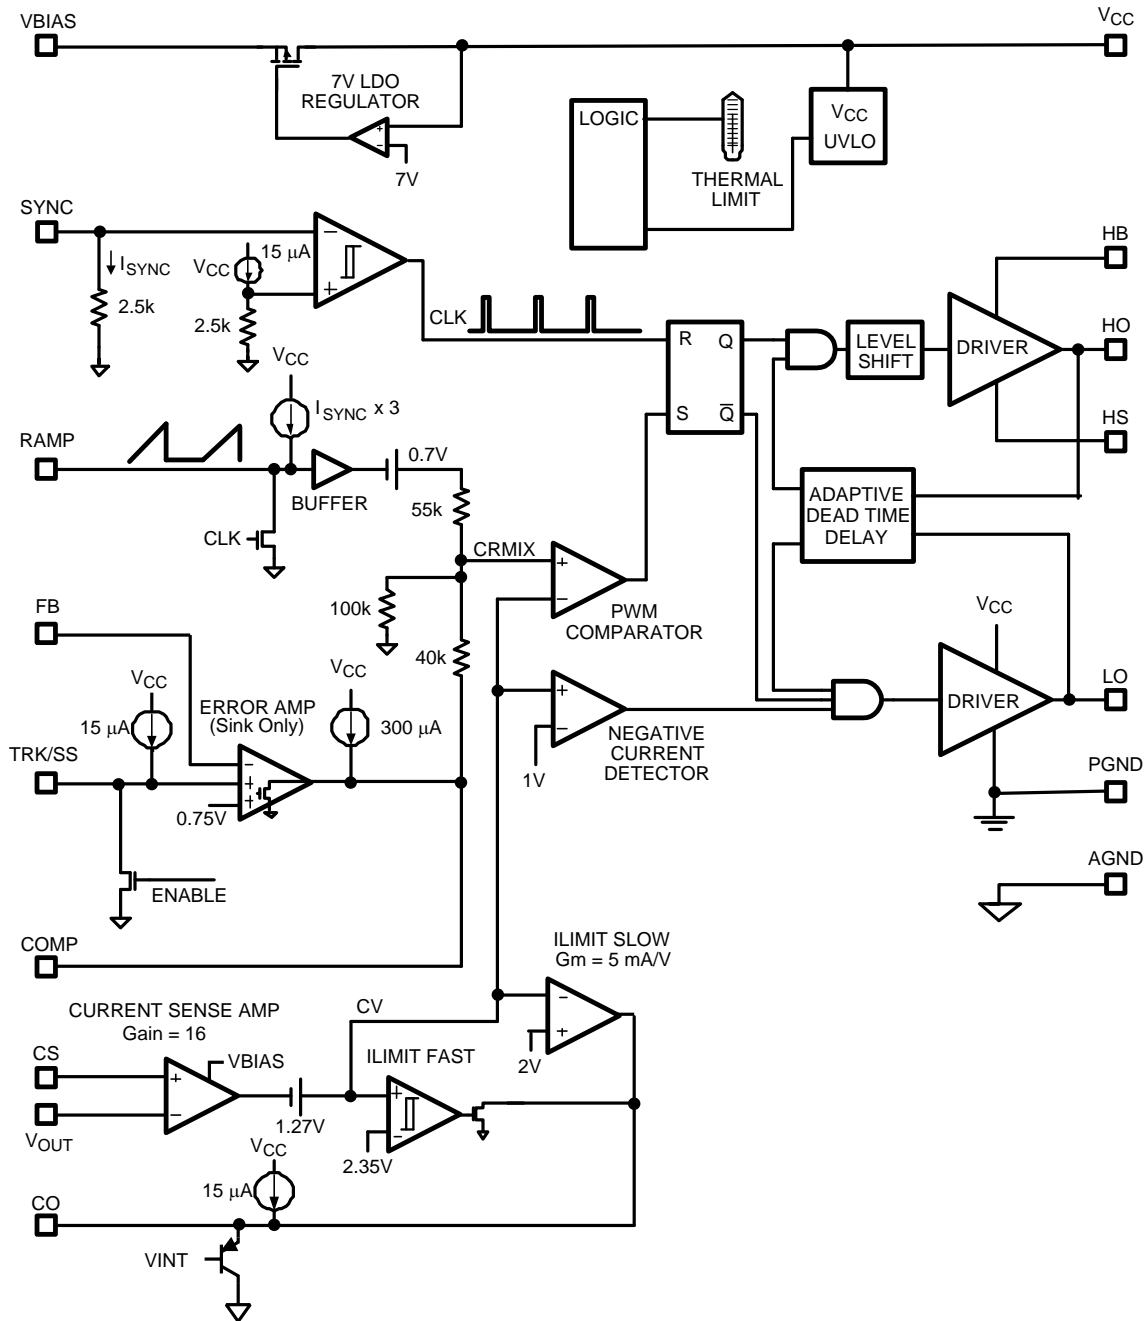 VBIAS
VCC
7V LDO
REGULATOR
+
−
7V
LOGIC
THERMAL
LIMIT
VCC
UVLO
SYNC
ISYNC
2.5k
VCC
15 μA
2.5k
−
+
CLK
R
Q
S
Q̅
LEVEL
SHIFT
DRIVER
HB
HO
HS
VCC
ISYNC x 3
RAMP
BUFFER
0.7V
55k
CLK
CRMIX
+
−
PWM
COMPARATOR
100k
40k
ADAPTIVE
DEAD TIME
DELAY
FB
VCC
15 μA
ERROR AMP
(Sink Only)
VCC
300 μA
TRK/SS
−
+
+
0.75V
ENABLE
+
−
1V
NEGATIVE
CURRENT
DETECTOR
VCC
DRIVER
LO
PGND
AGND
COMP
ILIMIT SLOW
Gm = 5 mA/V
−
+
2V
CURRENT SENSE AMP
Gain = 16
CV
CS
VOUT
+
−
VBIAS
1.27V
ILIMIT FAST
+
−
2.35V
VCC
15 μA
CO
VINT